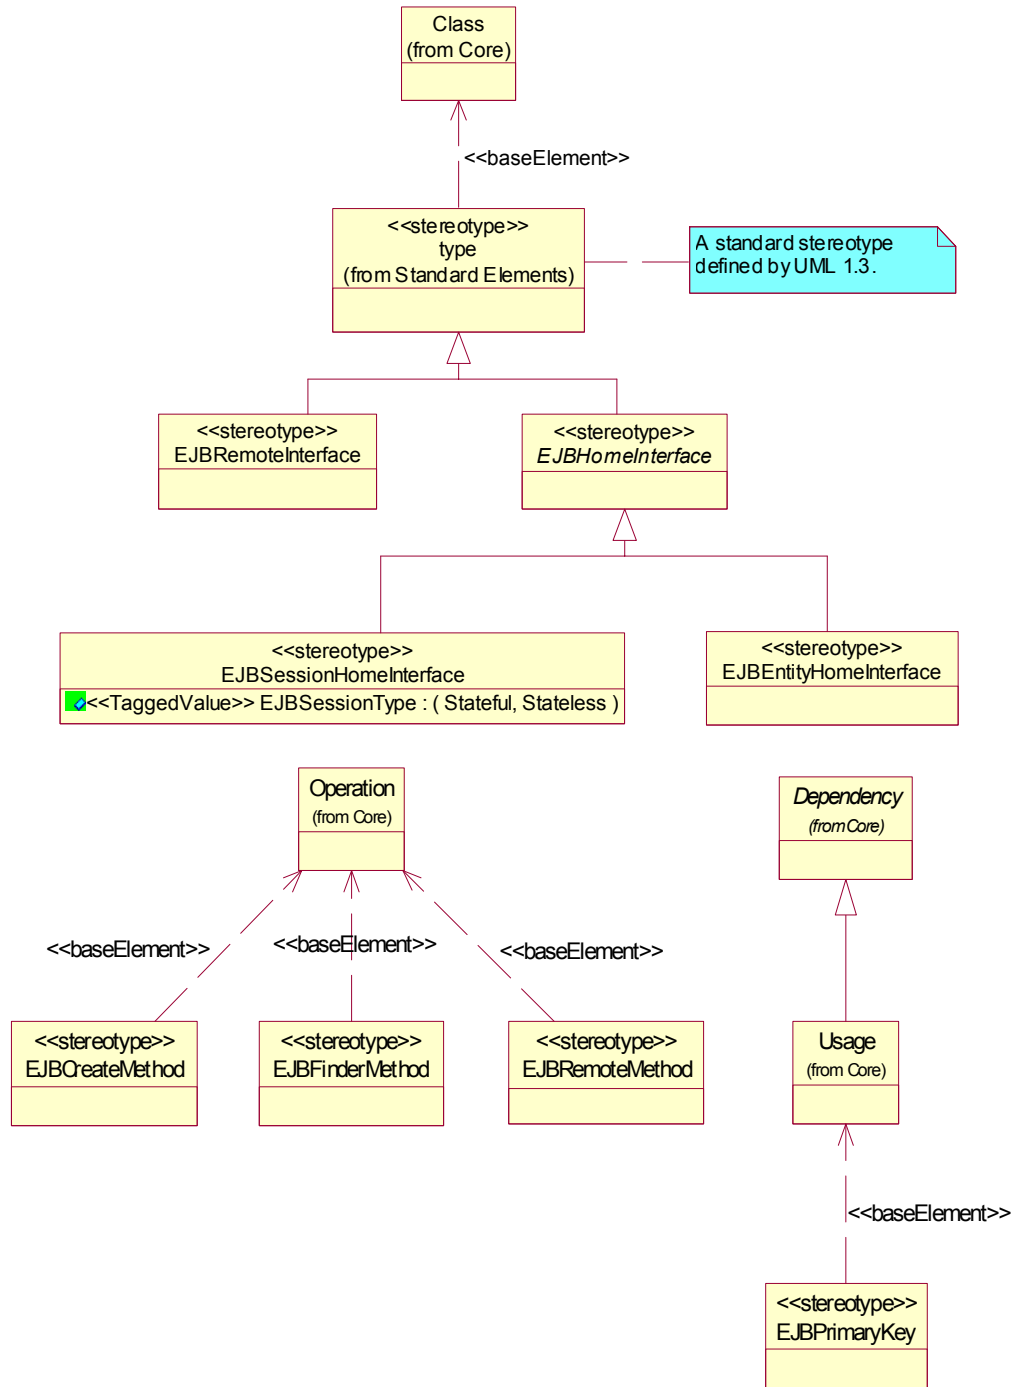 Class
(from Core)
<<baseElement>>
<<stereotype>>
type
(from Standard Elements)
A standard stereotype
defined by UML 1.3.
<<stereotype>>
EJBRemoteInterface
<<stereotype>>
EJBHomeInterface
<<stereotype>>
EJBSessionHomeInterface
<<TaggedValue>> EJBSessionType : ( Stateful, Stateless )
<<stereotype>>
EJBEntityHomeInterface
Operation
(from Core)
Dependency
(from Core)
<<baseElement>>
<<baseElement>>
<<baseElement>>
<<stereotype>>
EJBCreateMethod
<<stereotype>>
EJBFinderMethod
<<stereotype>>
EJBRemoteMethod
Usage
(from Core)
<<baseElement>>
<<stereotype>>
EJBPrimaryKey